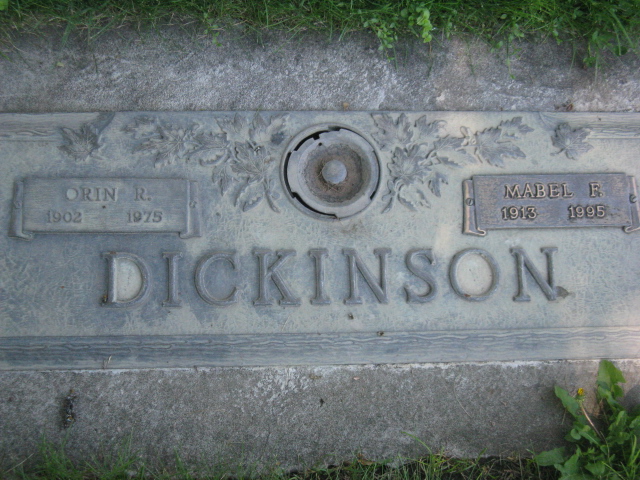 ORIN R.
1902 1975
MABEL F.
1913 1995
DICKINSON